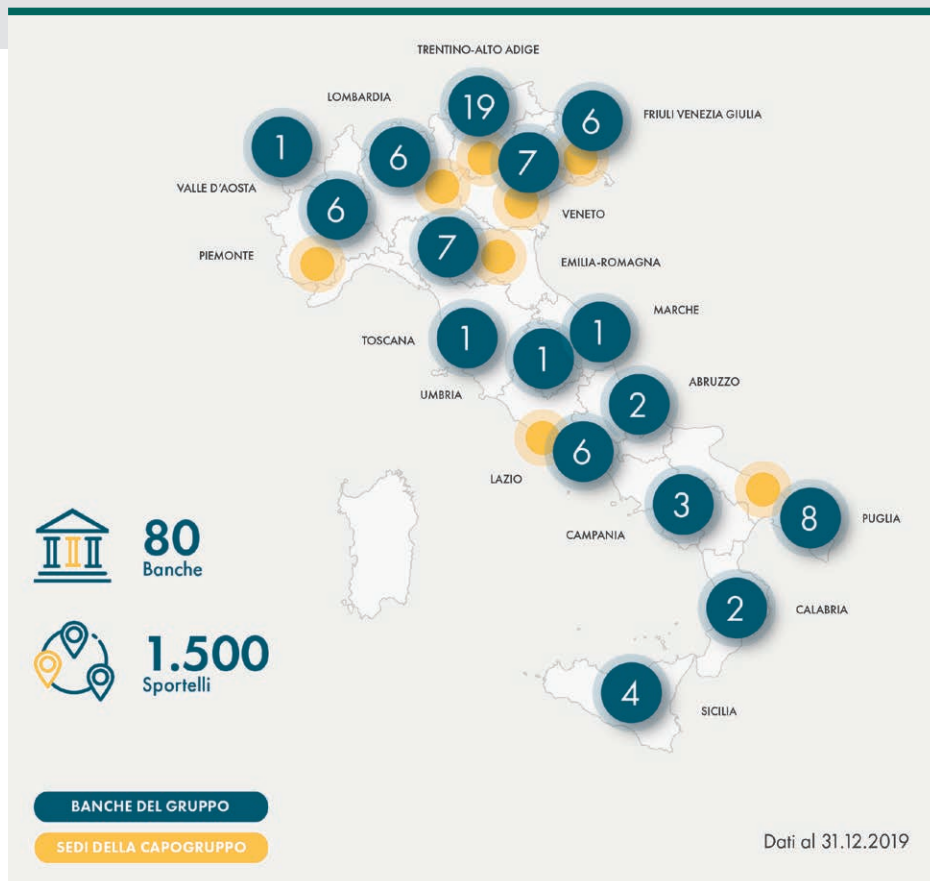 TRENTINO-ALTO ADIGE
LOMBARDIA
19
6
FRIULI VENEZIA GIULIA
1
6
7
VALLE D'AOSTA
6
VENETO
PIEMONTE
7
EMILIA-ROMAGNA
MARCHE
TOSCANA
1
1
1
UMBRIA
ABRUZZO
2
LAZIO
6
CAMPANIA
3
8
PUGLIA
80
Banche
2
CALABRIA
1.500
Sportelli
4
SICILIA
BANCHE DEL GRUPPO
SEDI DELLA CAPOGRUPPO
Dati al 31.12.2019